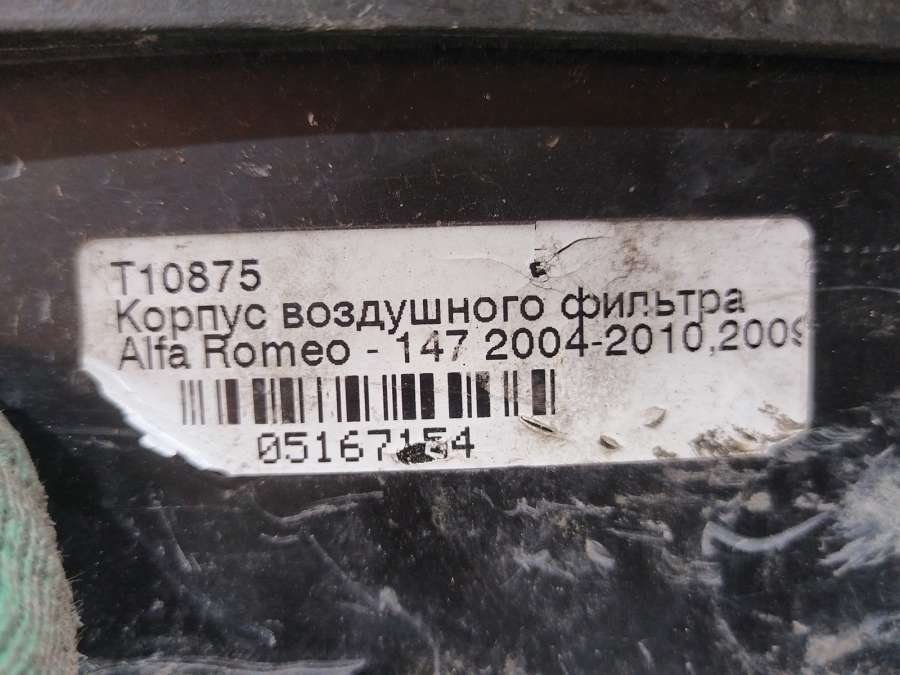 T10875
Корпус воздушного фильтра
Alfa Romeo - 147 2004-2010,2009
05167154